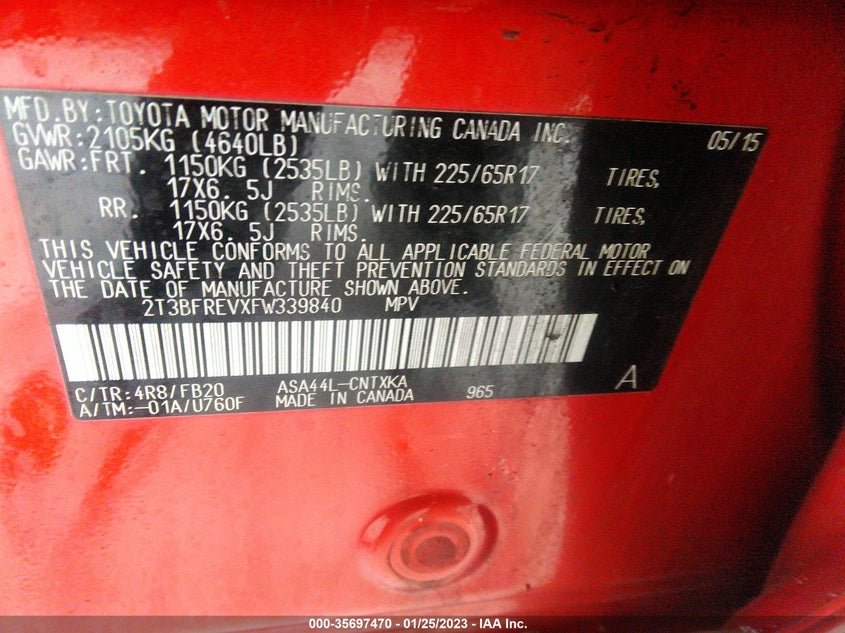 MFD.BY:TOYOTA MOTOR MANUFACTURING CANADA INC. 05/15
GVWR:2105KG (4640LB)
GAWR:FRT. 1150KG (2535LB) WITH 225/65R17 TIRES,
17X6. 5J RIMS.
RR. 1150KG (2535LB) WITH 225/65R17 TIRES,
17X6. 5J RIMS.
THIS VEHICLE CONFORMS TO ALL APPLICABLE FEDERAL MOTOR
VEHICLE SAFETY AND THEFT PREVENTION STANDARDS IN EFFECT ON
THE DATE OF MANUFACTURE SHOWN ABOVE.
2T3BFREVXFW339840 MPV
C/TR:4R8/FB20 ASA44L-CNTXKA A
A/TM:-01A/U760F MADE IN CANADA 965
000-35697470 - 01/25/2023 - IAA Inc.